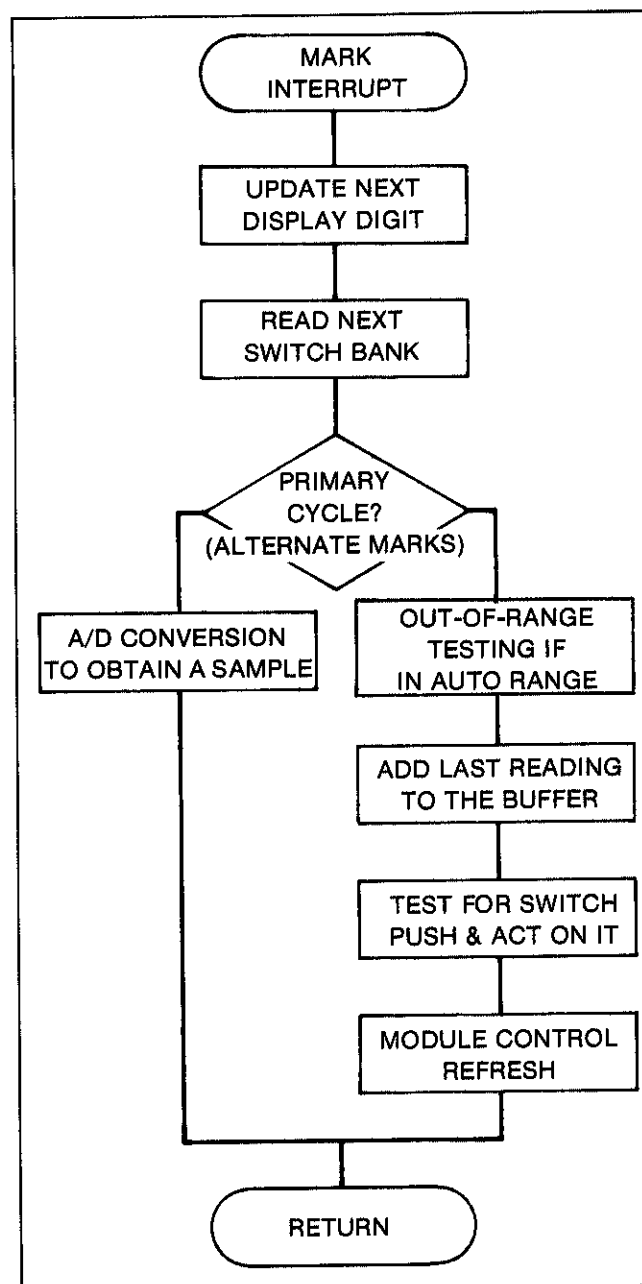 MARK
INTERRUPT
UPDATE NEXT
DISPLAY DIGIT
READ NEXT
SWITCH BANK
PRIMARY
CYCLE?
(ALTERNATE MARKS)
A/D CONVERSION
TO OBTAIN A SAMPLE
OUT-OF-RANGE
TESTING IF
IN AUTO RANGE
ADD LAST READING
TO THE BUFFER
TEST FOR SWITCH
PUSH & ACT ON IT
MODULE CONTROL
REFRESH
RETURN